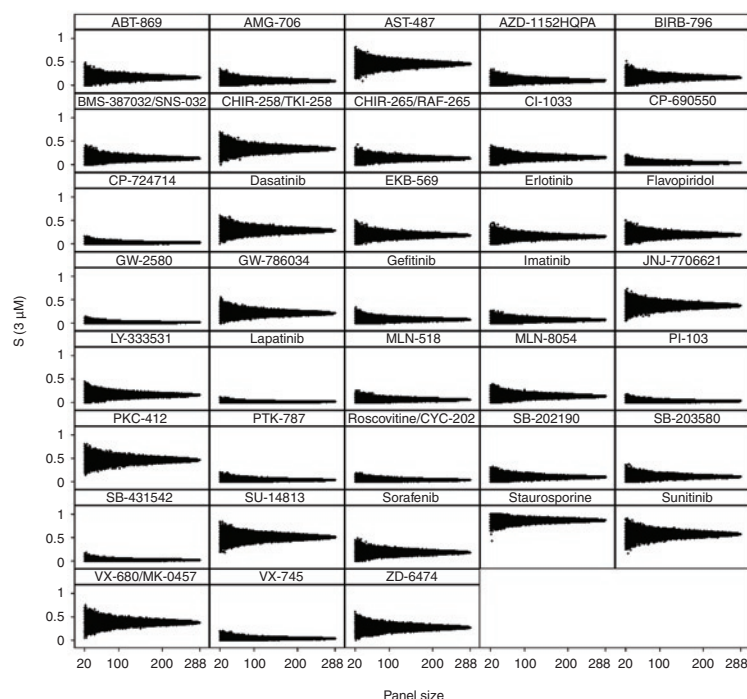 ABT-869 AMG-706 AST-487 AZD-1152HQPA BIRB-796
1
0.5
0
BMS-387032/SNS-032 CHIR-258/TKI-258 CHIR-265/RAF-265 CI-1033 CP-690550
1
0.5
0
CP-724714 Dasatinib EKB-569 Erlotinib Flavopiridol
1
0.5
0
GW-2580 GW-786034 Gefitinib Imatinib JNJ-7706621
1
0.5
0
S (3 µM)
LY-333531 Lapatinib MLN-518 MLN-8054 PI-103
1
0.5
0
PKC-412 PTK-787 Roscovitine/CYC-202 SB-202190 SB-203580
1
0.5
0
SB-431542 SU-14813 Sorafenib Staurosporine Sunitinib
1
0.5
0
VX-680/MK-0457 VX-745 ZD-6474
1
0.5
0
20 100 200 288 20 100 200 288 20 100 200 288 20 100 200 288 20 100 200 288
Panel size